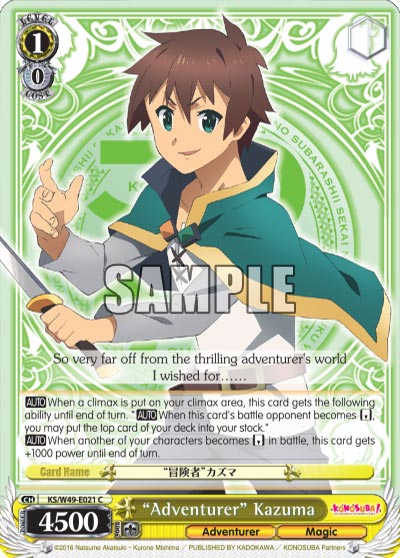 LEVEL
1
0
COST
KONO SUBARASHII SEKAI
SAMPLE
So very far off from the thrilling adventurer's world
I wished for......
AUTO When a climax is put on your climax area, this card gets the following
ability until end of turn. "AUTO When this card's battle opponent becomes [▼],
you may put the top card of your deck into your stock."
AUTO When another of your characters becomes [▼] in battle, this card gets
+1000 power until end of turn.
Card Name
“冒険者”カズマ
CH
KS/W49-E021 C
POWER
4500
“Adventurer” Kazuma
KONOSUBA!
Adventurer
Magic
©2016 Natsume Akatsuki・Kurone Mishima / PUBLISHED BY KADOKAWA / KONOSUBA Partners